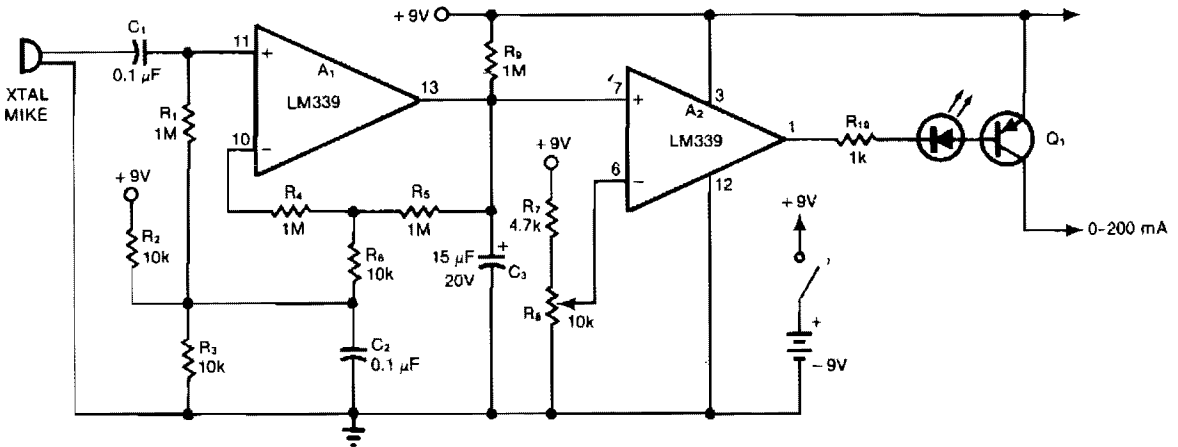 +9V
C₁
0.1 µF
XTAL
MIKE
11
+
A₁
LM339
13
10
−
R₁
1M
R₉
1M
+9V
R₂
10k
R₄
1M
R₅
1M
R₆
10k
15 µF
20V
+
C₃
R₃
10k
C₂
0.1 µF
7
+
A₂
LM339
3
1
6
−
12
+9V
R₇
4.7k
R₈
10k
R₁₀
1k
Q₁
+9V
0-200 mA
+
−9V